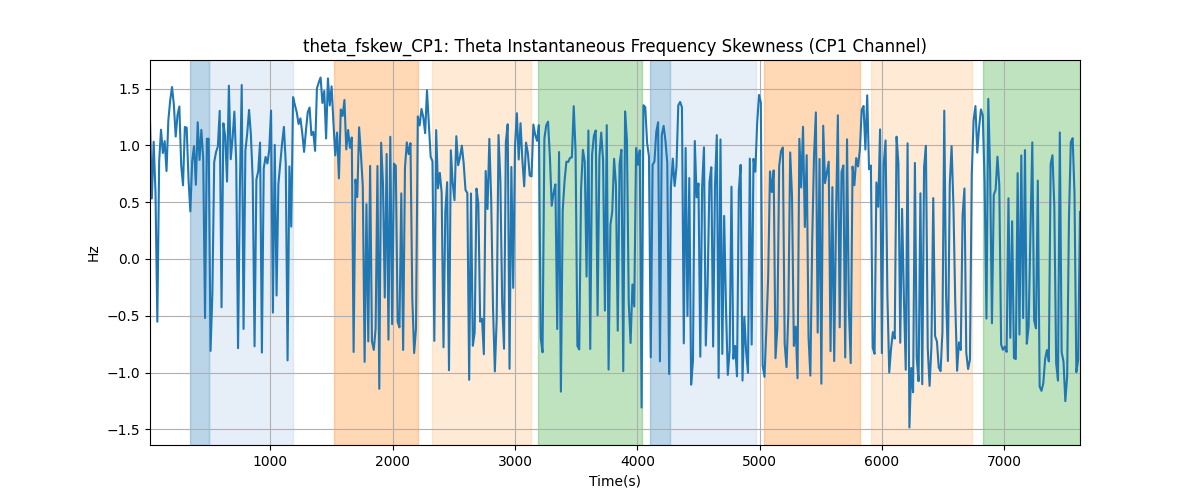 theta_fskew_CP1: Theta Instantaneous Frequency Skewness (CP1 Channel)
Hz
1.5
1.0
0.5
0.0
−0.5
−1.0
−1.5
1000 2000 3000 4000 5000 6000 7000
Time(s)